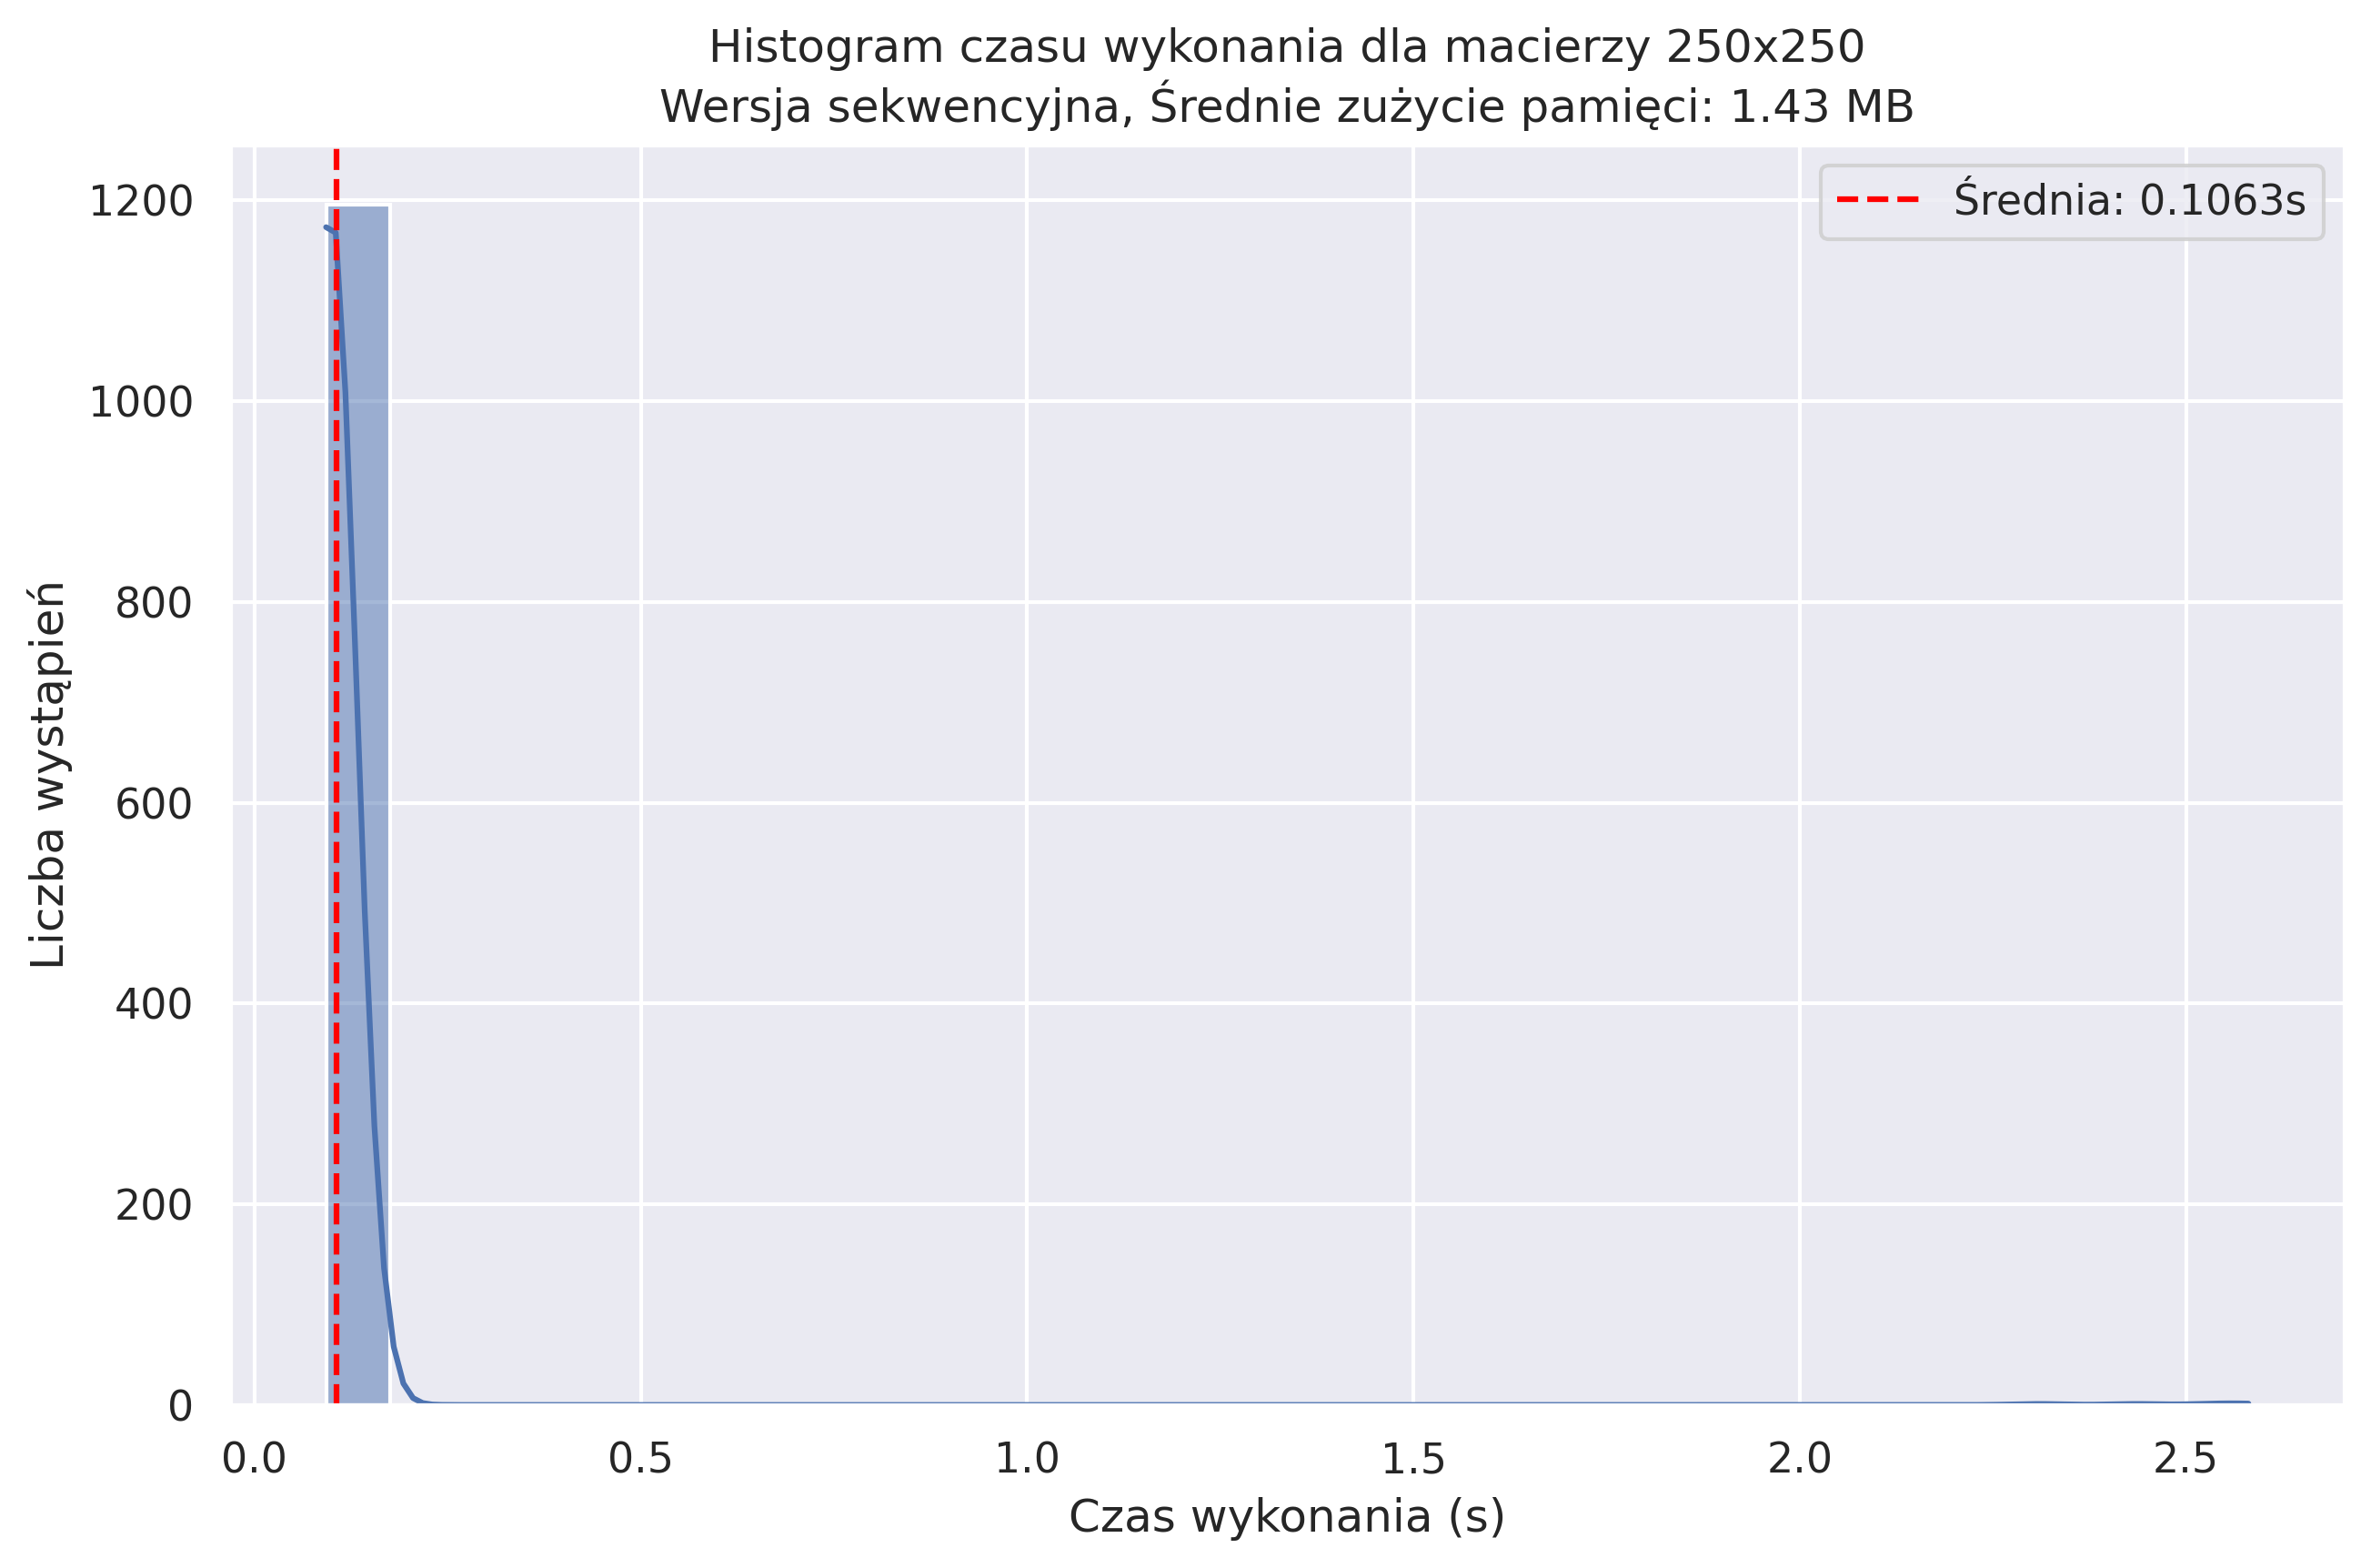 Histogram czasu wykonania dla macierzy 250x250
Wersja sekwencyjna, Średnie zużycie pamięci: 1.43 MB
Średnia: 0.1063s
Liczba wystąpień
1200
1000
800
600
400
200
0
0.0 0.5 1.0 1.5 2.0 2.5
Czas wykonania (s)